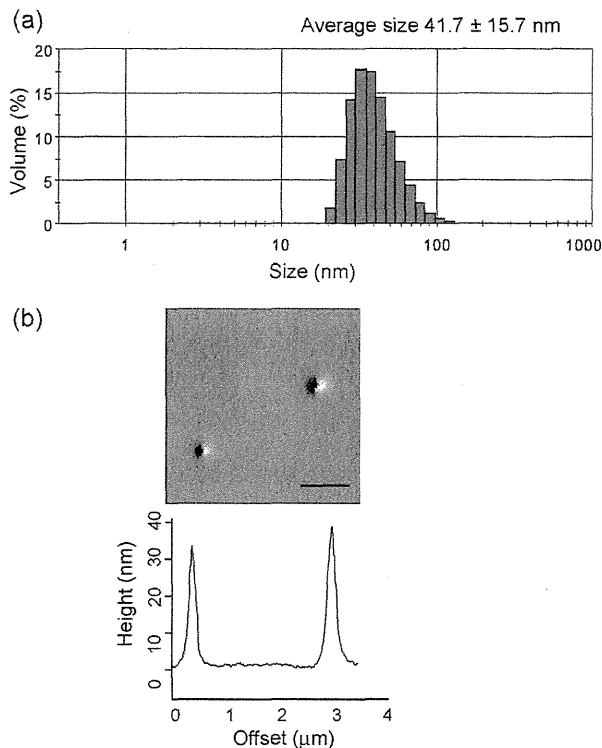 (a)
Average size 41.7 ± 15.7 nm
20
15
10
5
0
Volume (%)
1 10 100 1000
Size (nm)
(b)
40
30
20
10
0
Height (nm)
0 1 2 3 4
Offset (μm)